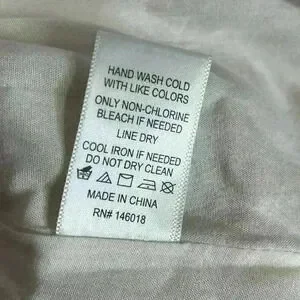 HAND WASH COLD
WITH LIKE COLORS
ONLY NON-CHLORINE
BLEACH IF NEEDED
LINE DRY
COOL IRON IF NEEDED
DO NOT DRY CLEAN
MADE IN CHINA
RN# 146018